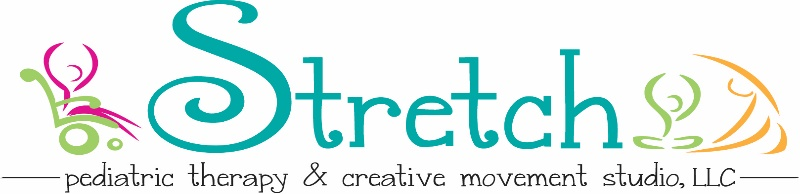 Stretch
pediatric therapy & creative movement studio, LLC